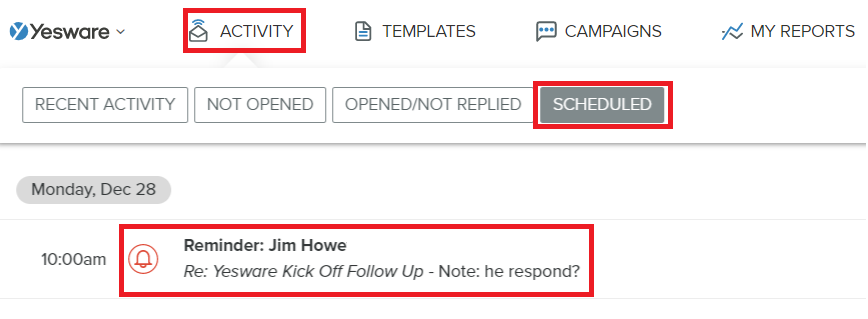 Yesware ACTIVITY TEMPLATES CAMPAIGNS MY REPORTS
RECENT ACTIVITY NOT OPENED OPENED/NOT REPLIED SCHEDULED
Monday, Dec 28
Reminder: Jim Howe
10:00am
Re: Yesware Kick Off Follow Up - Note: he respond?